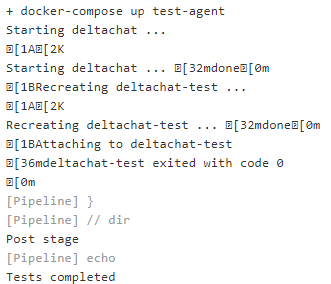 + docker-compose up test-agent
Starting deltachat ...
�[1A�[2K
Starting deltachat ... �[32mdone�[0m
�[1BRecreating deltachat-test ...
�[1A�[2K
Recreating deltachat-test ... �[32mdone�[0m
�[1BAttaching to deltachat-test
�[36mdeltachat-test exited with code 0
�[0m
[Pipeline] }
[Pipeline] // dir
Post stage
[Pipeline] echo
Tests completed